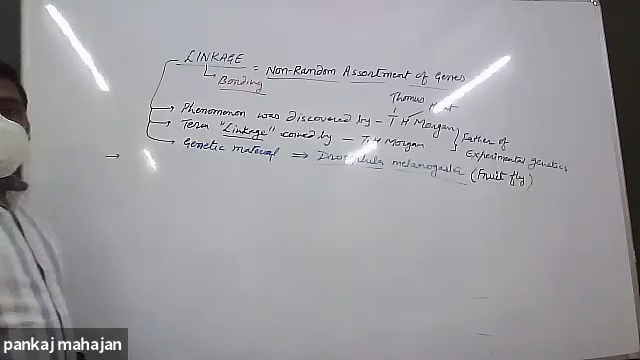 LINKAGE = Non-Random Assortment of Genes
Bonding
Thomas Hunt
Phenomenon was discovered by - T H Morgan
Father of
Term "Linkage" coined by - T. H Morgan
Experimental genetics
Genetic material ⇒ Drosophila melanogaster (Fruit fly)
pankaj mahajan